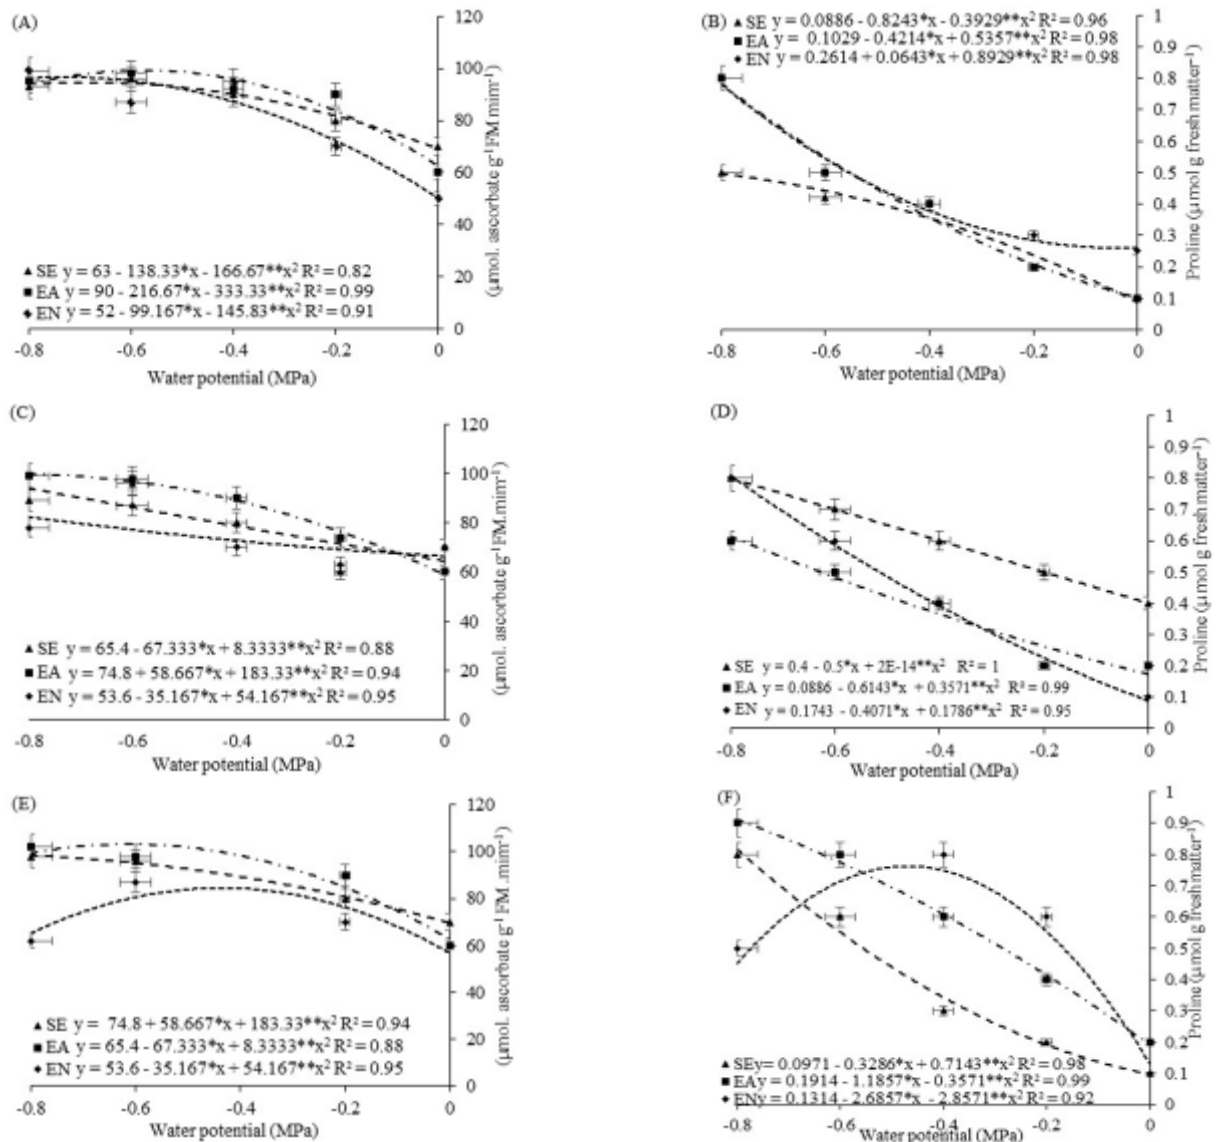 (A)
120
100
80
60
40
20
0
(μmol. ascorbate g⁻¹FM mim⁻¹)
SE y = 63 - 138.33*x - 166.67**x² R² = 0.82
EA y = 90 - 216.67*x - 333.33**x² R² = 0.99
EN y = 52 - 99.167*x - 145.83**x² R² = 0.91
-0.8 -0.6 -0.4 -0.2 0
Water potential (MPa)
(B)
SE y = 0.0886 - 0.8243*x - 0.3929**x² R² = 0.96
EA y = 0.1029 - 0.4214*x + 0.5357**x² R² = 0.98
EN y = 0.2614 + 0.0643*x + 0.8929**x² R² = 0.98
1
0.9
0.8
0.7
0.6
0.5
0.4
0.3
0.2
0.1
0
Proline (μmol g fresh matter⁻¹)
-0.8 -0.6 -0.4 -0.2 0
Water potential (MPa)
(C)
120
100
80
60
40
20
0
(μmol. ascorbate g⁻¹FM.mim⁻¹)
SE y = 65.4 - 67.333*x + 8.3333**x² R² = 0.88
EA y = 74.8 + 58.667*x + 183.33**x² R² = 0.94
EN y = 53.6 - 35.167*x + 54.167**x² R² = 0.95
-0.8 -0.6 -0.4 -0.2 0
Water potential (MPa)
(D)
1
0.9
0.8
0.7
0.6
0.5
0.4
0.3
0.2
0.1
0
Proline (μmol g fresh matter⁻¹)
SE y = 0.4 - 0.5*x + 2E-14**x² R² = 1
EA y = 0.0886 - 0.6143*x + 0.3571**x² R² = 0.99
EN y = 0.1743 - 0.4071*x + 0.1786**x² R² = 0.95
-0.8 -0.6 -0.4 -0.2 0
Water potential (MPa)
(E)
120
100
80
60
40
20
0
(μmol. ascorbate g⁻¹FM .mim⁻¹)
SE y = 74.8 + 58.667*x + 183.33**x² R² = 0.94
EA y = 65.4 - 67.333*x + 8.3333**x² R² = 0.88
EN y = 53.6 - 35.167*x + 54.167**x² R² = 0.95
-0.8 -0.6 -0.4 -0.2 0
Water potential (MPa)
(F)
1
0.9
0.8
0.7
0.6
0.5
0.4
0.3
0.2
0.1
0
Proline (μmol g fresh matter⁻¹)
SEy= 0.0971 - 0.3286*x + 0.7143**x² R² = 0.98
EAy = 0.1914 - 1.1857*x - 0.3571**x² R² = 0.99
ENy = 0.1314 - 2.6857*x - 2.8571**x² R² = 0.92
-0.8 -0.6 -0.4 -0.2 0
Water potential (MPa)